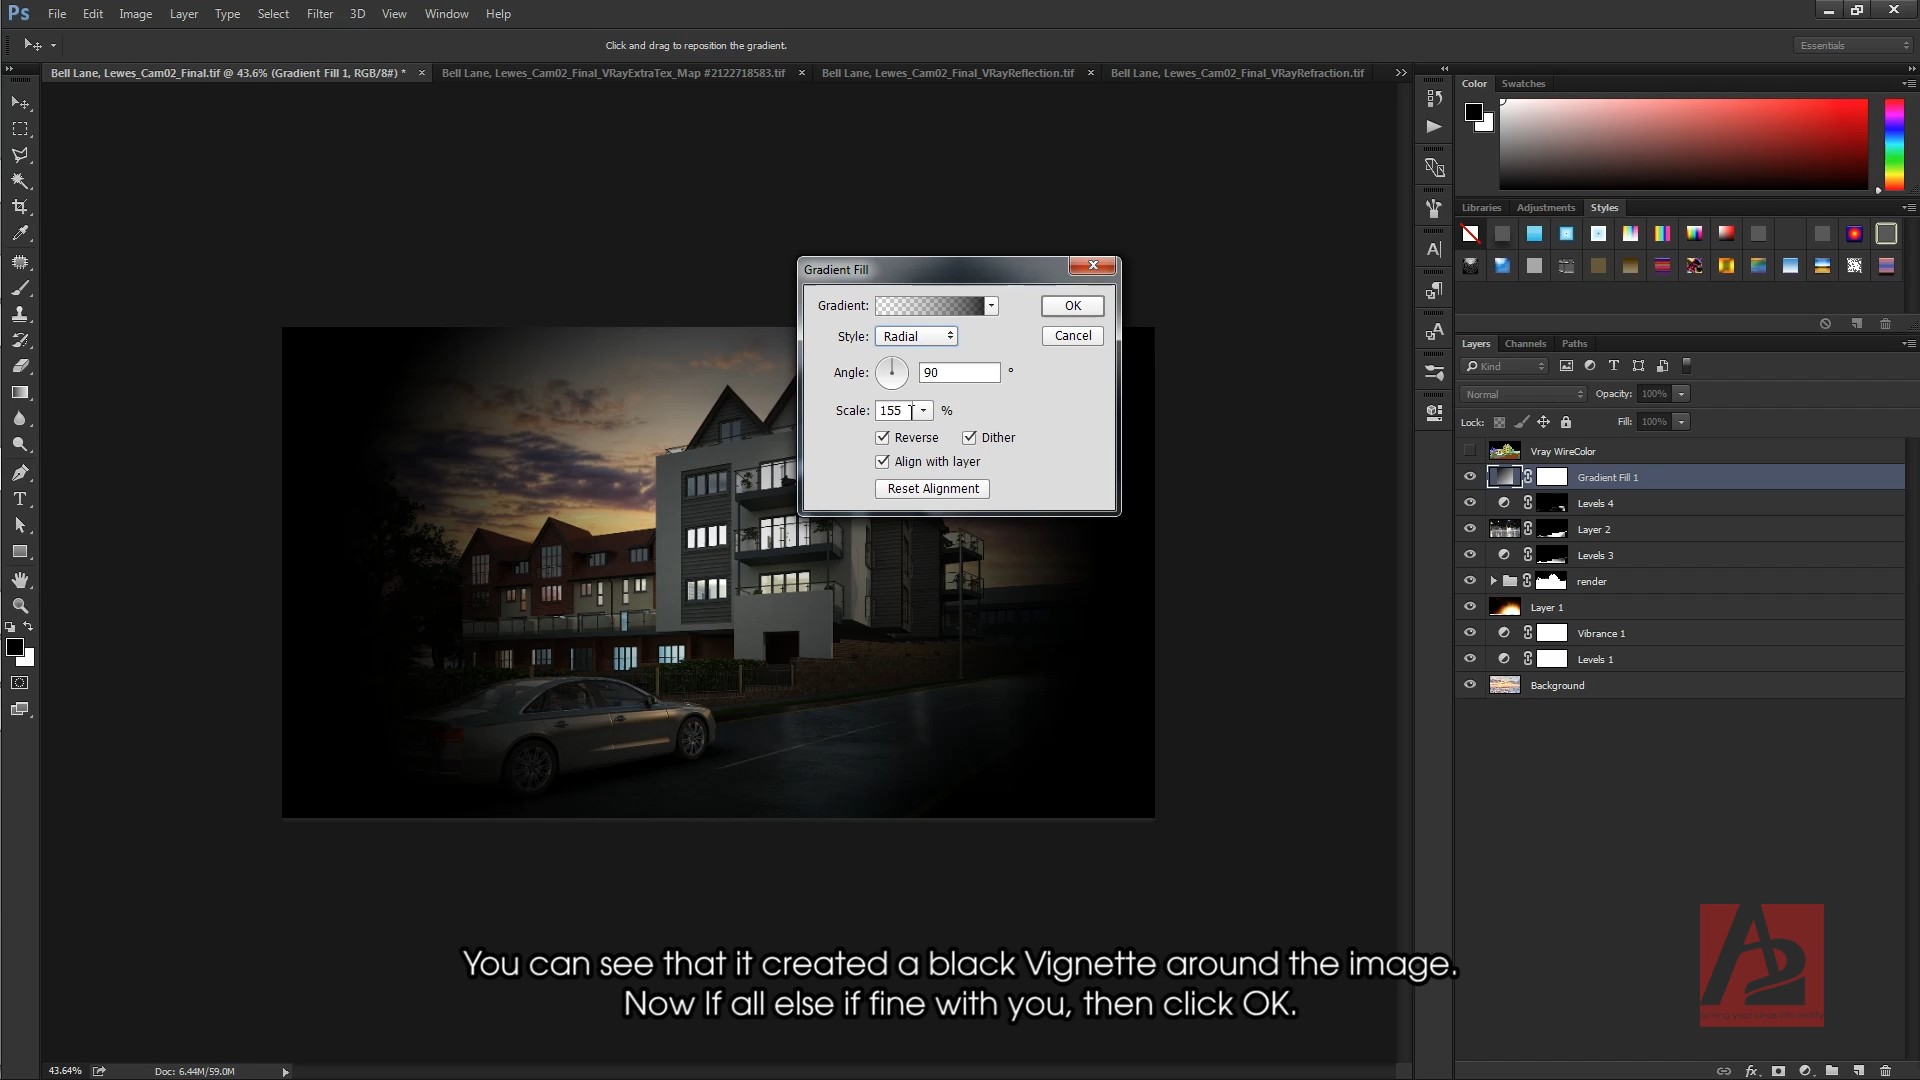 Ps File Edit Image Layer Type Select Filter 3D View Window Help
Click and drag to reposition the gradient.
Essentials
Bell Lane, Lewes_Cam02_Final.tif @ 43.6% (Gradient Fill 1, RGB/8#) *
Bell Lane, Lewes_Cam02_Final_VRayExtraTex_Map #2122718583.tif
Bell Lane, Lewes_Cam02_Final_VRayReflection.tif
Bell Lane, Lewes_Cam02_Final_VRayRefraction.tif
Color Swatches
Libraries Adjustments Styles
Gradient Fill
Gradient:
OK
Style: Radial
Cancel
Angle: 90 °
Scale: 155 %
Reverse Dither
Align with layer
Reset Alignment
Layers Channels Paths
Kind
Normal Opacity: 100%
Lock: Fill: 100%
Vray WireColor
Gradient Fill 1
Levels 4
Layer 2
Levels 3
render
Layer 1
Vibrance 1
Levels 1
Background
You can see that it created a black Vignette around the image.
Now If all else if fine with you, then click OK.
43.64% Doc: 6.44M/59.0M
fx